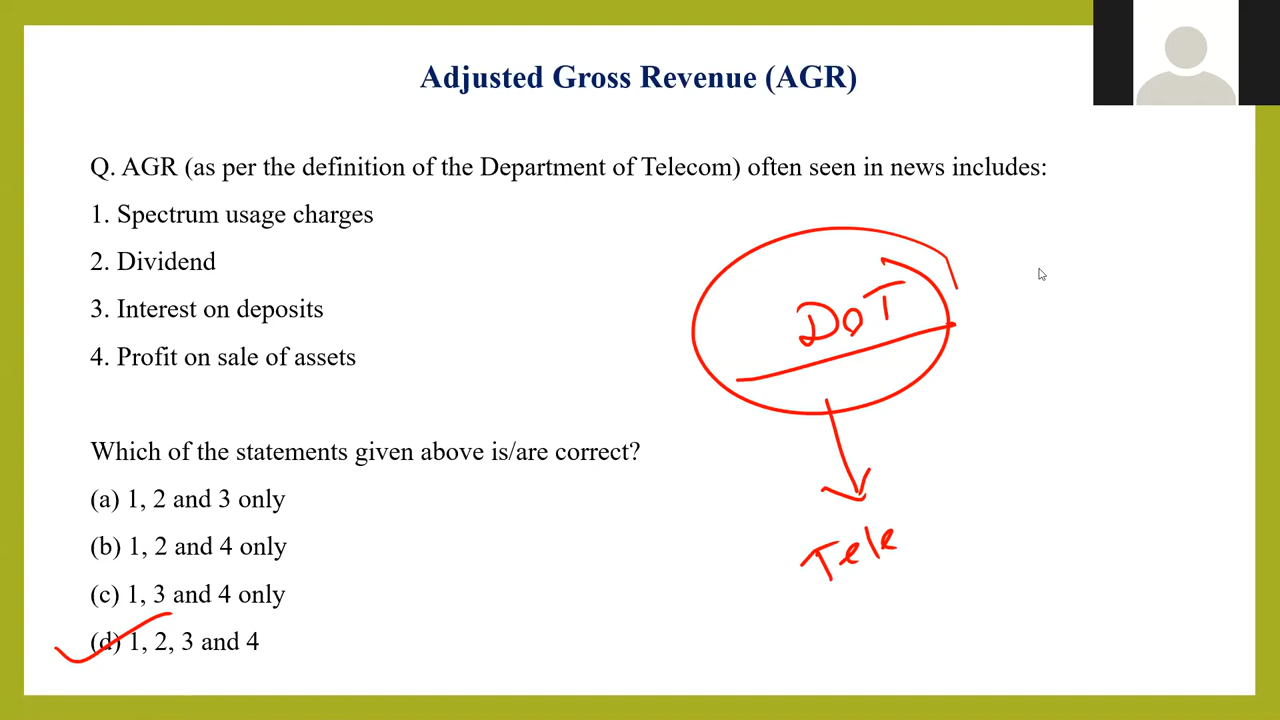 Adjusted Gross Revenue (AGR)
Q. AGR (as per the definition of the Department of Telecom) often seen in news includes:
1. Spectrum usage charges
2. Dividend
3. Interest on deposits
4. Profit on sale of assets
DOT
Which of the statements given above is/are correct?
(a) 1, 2 and 3 only
(b) 1, 2 and 4 only
Tele
(c) 1, 3 and 4 only
(d) 1, 2, 3 and 4